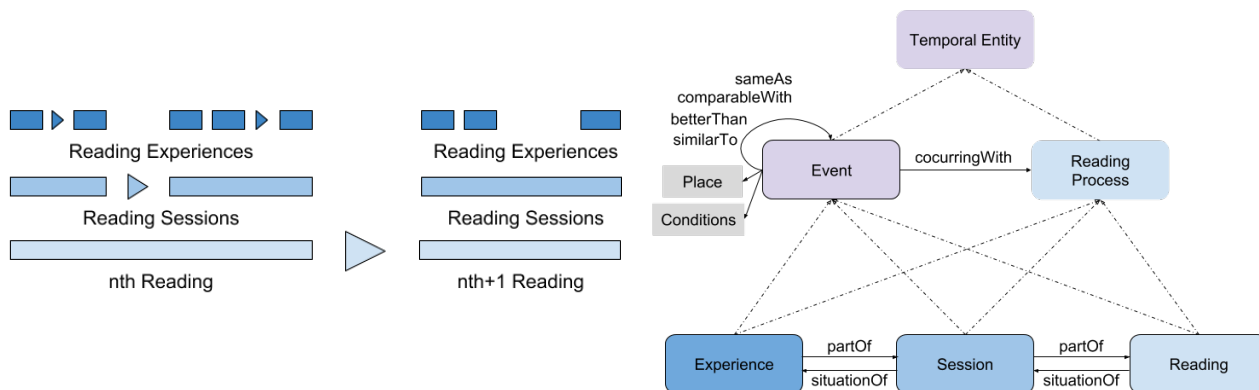 Reading Experiences
Reading Experiences
Reading Sessions
Reading Sessions
nth Reading
nth+1 Reading
Temporal Entity
sameAs
comparableWith
betterThan
similarTo
Event
cocurringWith
Reading
Process
Place
Conditions
Experience
partOf
situationOf
Session
partOf
situationOf
Reading